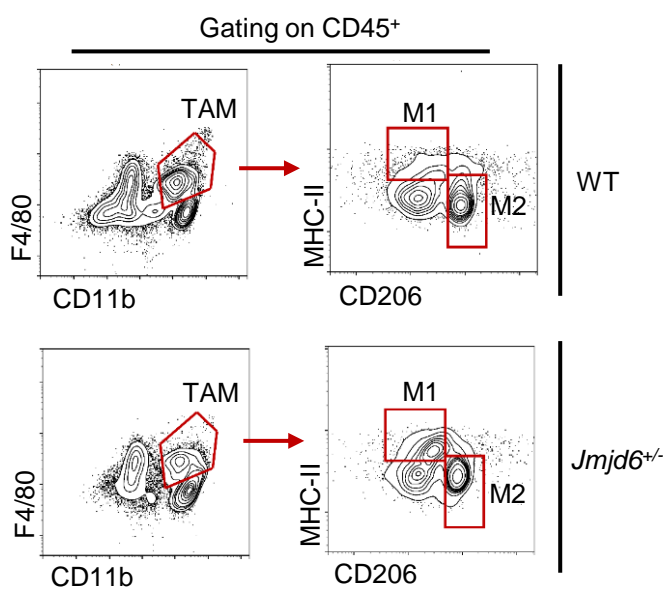 Gating on CD45+
TAM
M1
M2
F4/80
CD11b
MHC-II
CD206
WT
TAM
M1
M2
F4/80
CD11b
MHC-II
CD206
Jmjd6+/-